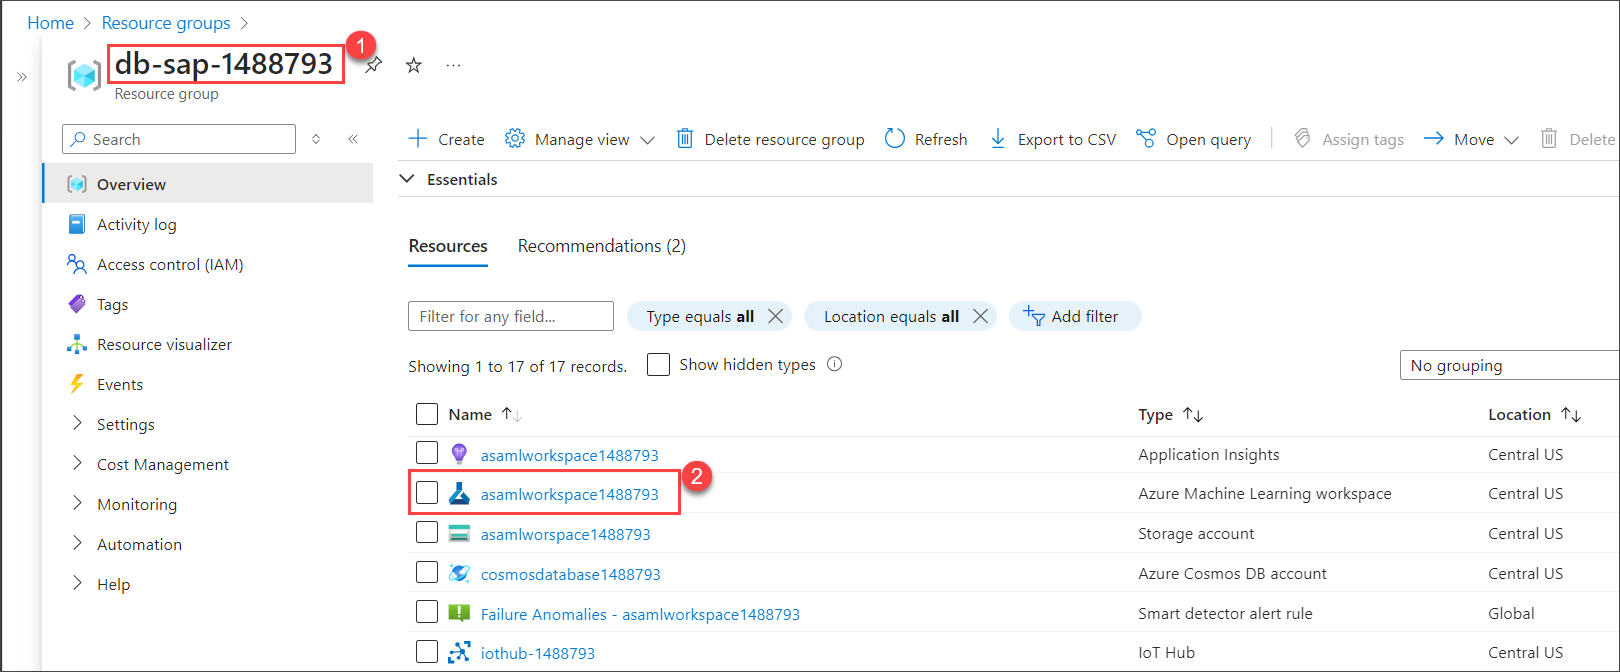 Home > Resource groups >
db-sap-1488793
1
Resource group
Search
Create
Manage view
Delete resource group
Refresh
Export to CSV
Open query
Assign tags
Move
Delete
Overview
Activity log
Access control (IAM)
Tags
Resource visualizer
Events
Settings
Cost Management
Monitoring
Automation
Help
Essentials
Resources
Recommendations (2)
Filter for any field...
Type equals all
Location equals all
Add filter
Showing 1 to 17 of 17 records.
Show hidden types
No grouping
Name Type Location
asamlworkspace1488793 Application Insights Central US
asamlworkspace1488793 Azure Machine Learning workspace Central US
2
asamlworspace1488793 Storage account Central US
cosmosdatabase1488793 Azure Cosmos DB account Central US
Failure Anomalies - asamlworkspace1488793 Smart detector alert rule Global
iothub-1488793 IoT Hub Central US